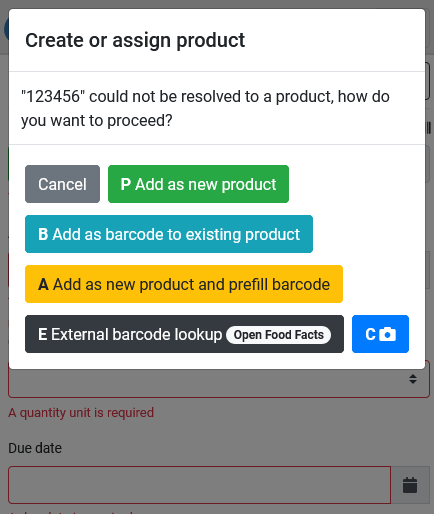 Create or assign product
"123456" could not be resolved to a product, how do
you want to proceed?
Cancel
P Add as new product
B Add as barcode to existing product
A Add as new product and prefill barcode
E External barcode lookup Open Food Facts
C
A quantity unit is required
Due date